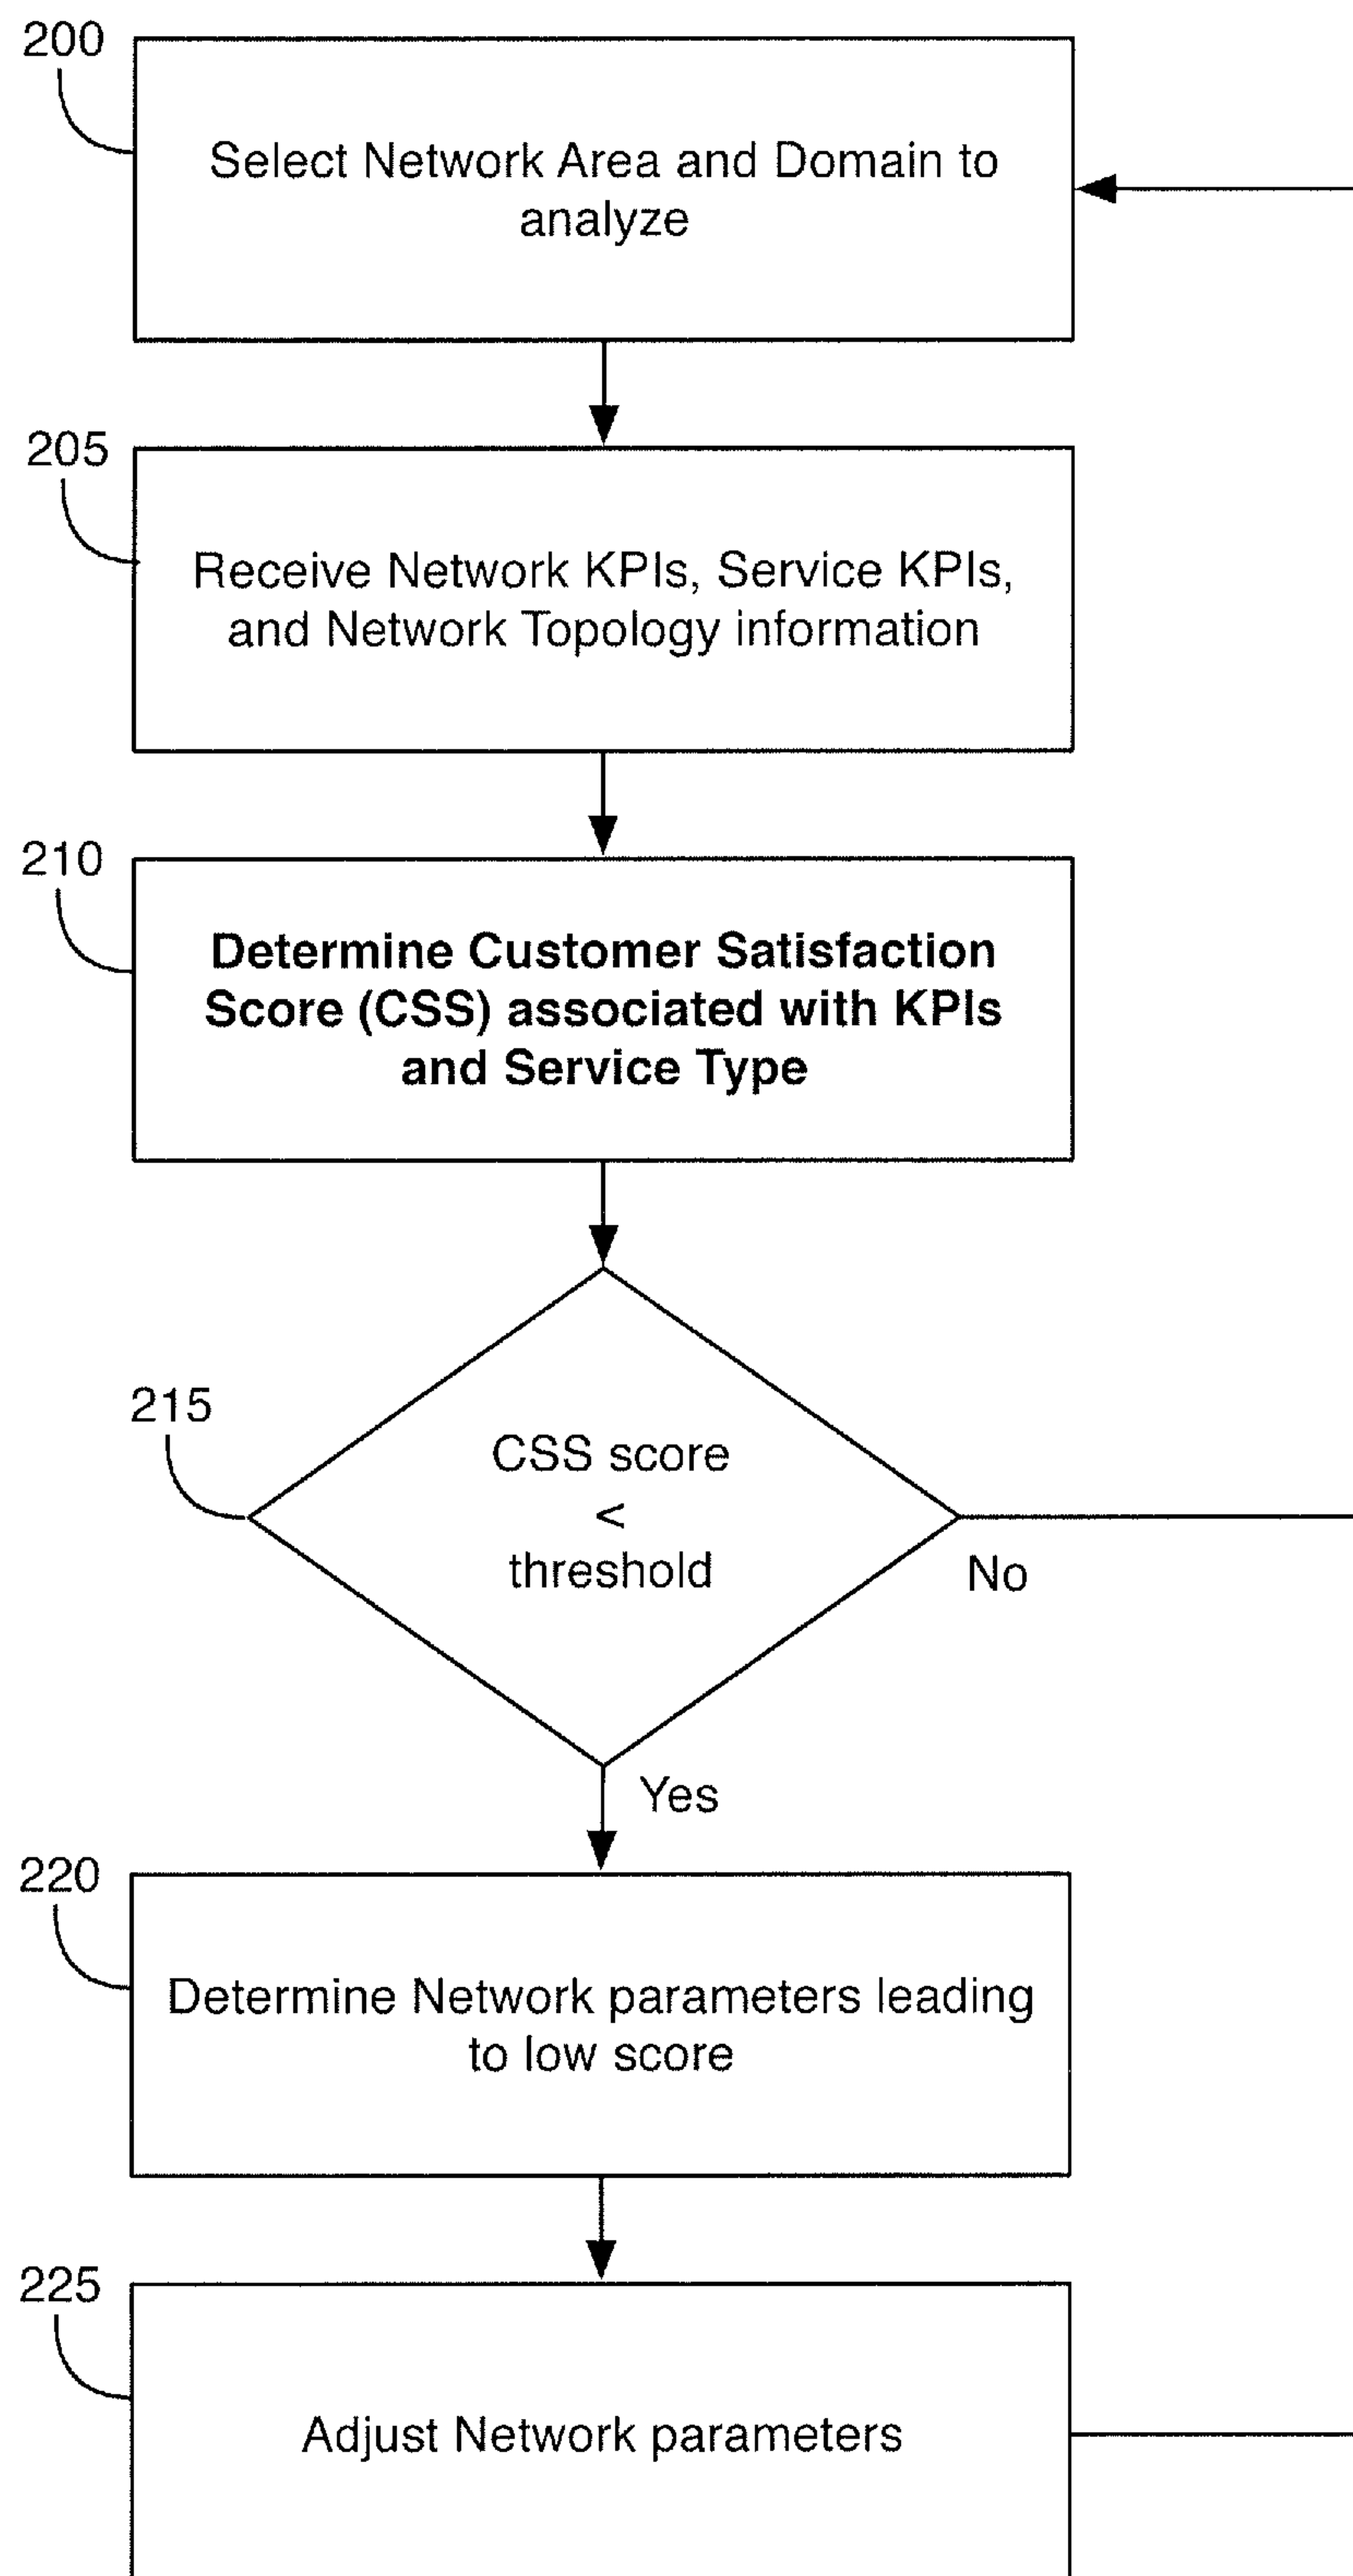 200
Select Network Area and Domain to
analyze
205
Receive Network KPIs, Service KPIs,
and Network Topology information
210
Determine Customer Satisfaction
Score (CSS) associated with KPIs
and Service Type
215
CSS score
<
threshold
No
Yes
220
Determine Network parameters leading
to low score
225
Adjust Network parameters